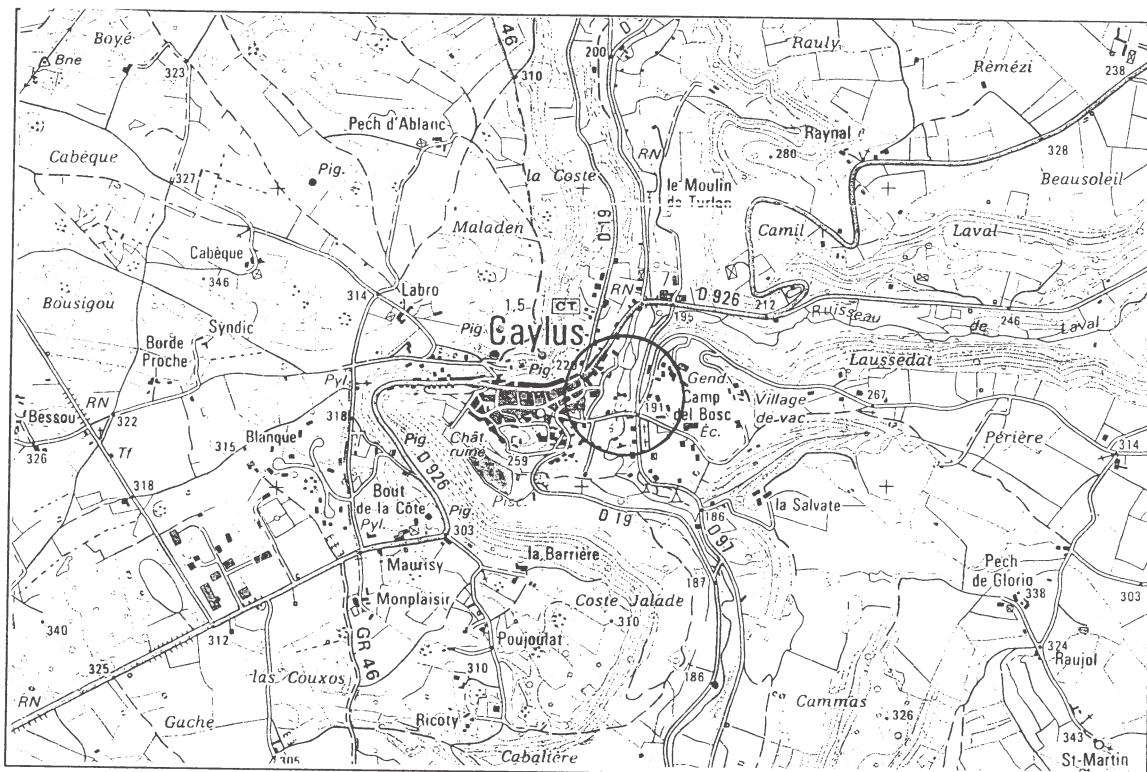 Boyé
Bne
323
46
310
200
D
Rauly
Rèmézi
238
Pech d'Ablanc
Cabèque
327
Pig.
la Coste
D 19
RN
Raynal
280
328
Beausoleil
le Moulin
de Turlan
Maladen
Camil
Laval
Cabèque
346
Bousigou
314
Labro
1,5
CT
RN
D 926
195
212
Ruisseau
de
Laval
246
Syndic
Borde
Proche
Pig.
Caylus
Pig.
Laussedat
Pyl.
Gend.
Camp
del Bosc
Éc.
Village
de vac.
267
RN
Bessou
322
326
Tf
318
315
Blanque
Pig.
D 926
Chât.
ruiné
259
191
Périère
314
318
Bout
de la Côte
Pyl.
Pig.
303
Pisc.
D 19
186
D 97
la Salvate
Maurisy
la Barrière
187
Pech
de Glorio
338
303
Monplaisir
Coste Jalade
310
340
312
GR 46
Poujoulat
310
324
Raujol
325
las Couxos
186
RN
Gache
Ricoty
Cammas
326
305
Cabalière
343
St-Martin